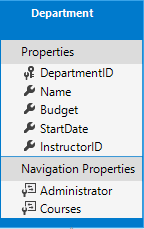 Department
Properties
DepartmentID
Name
Budget
StartDate
InstructorID
Navigation Properties
Administrator
Courses